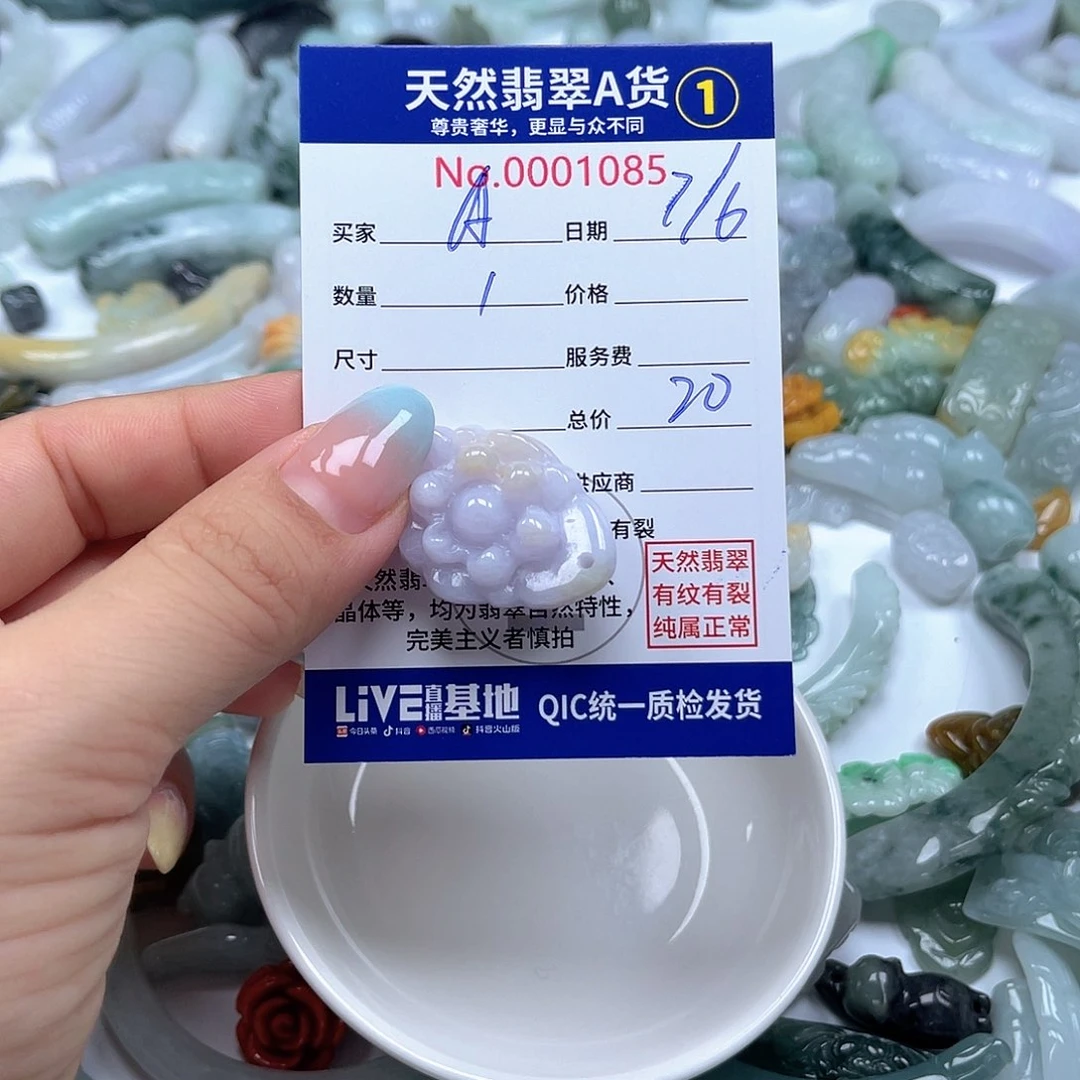 天然翡翠A货 1
尊贵奢华，更显与众不同
No.0001085
买家 A 日期 7/6
数量 1 价格
尺寸 服务费
总价 20
供应商
有裂
天然翡
晶体等，均为翡翠自然特性，
完美主义者慎拍
天然翡翠
有纹有裂
纯属正常
LiVE直播基地 QIC统一质检发货
今日头条 抖音 西瓜视频 抖音火山版